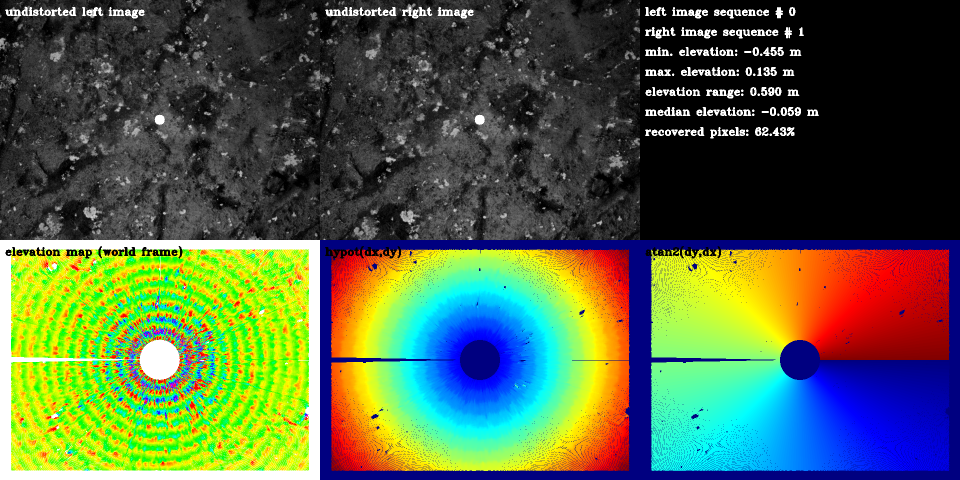 undistorted left image
undistorted right image
left image sequence # 0
right image sequence # 1
min. elevation: -0.455 m
max. elevation: 0.135 m
elevation range: 0.590 m
median elevation: -0.059 m
recovered pixels: 62.43%
elevation map (world frame)
hypot(dx,dy)
atan2(dy,dx)